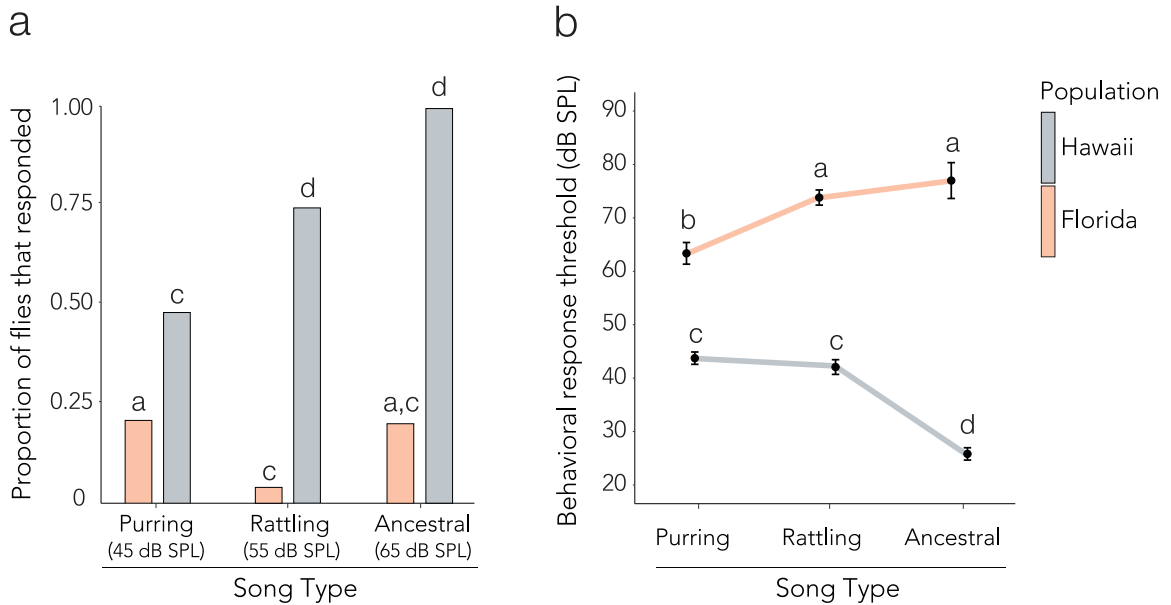 a
Proportion of flies that responded
1.00
0.75
0.50
0.25
0
a
c
c
d
a,c
d
Purring
(45 dB SPL)
Rattling
(55 dB SPL)
Ancestral
(65 dB SPL)
Song Type
b
Behavioral response threshold (dB SPL)
90
80
70
60
50
40
30
20
b
a
a
c
c
d
Purring
Rattling
Ancestral
Song Type
Population
Hawaii
Florida